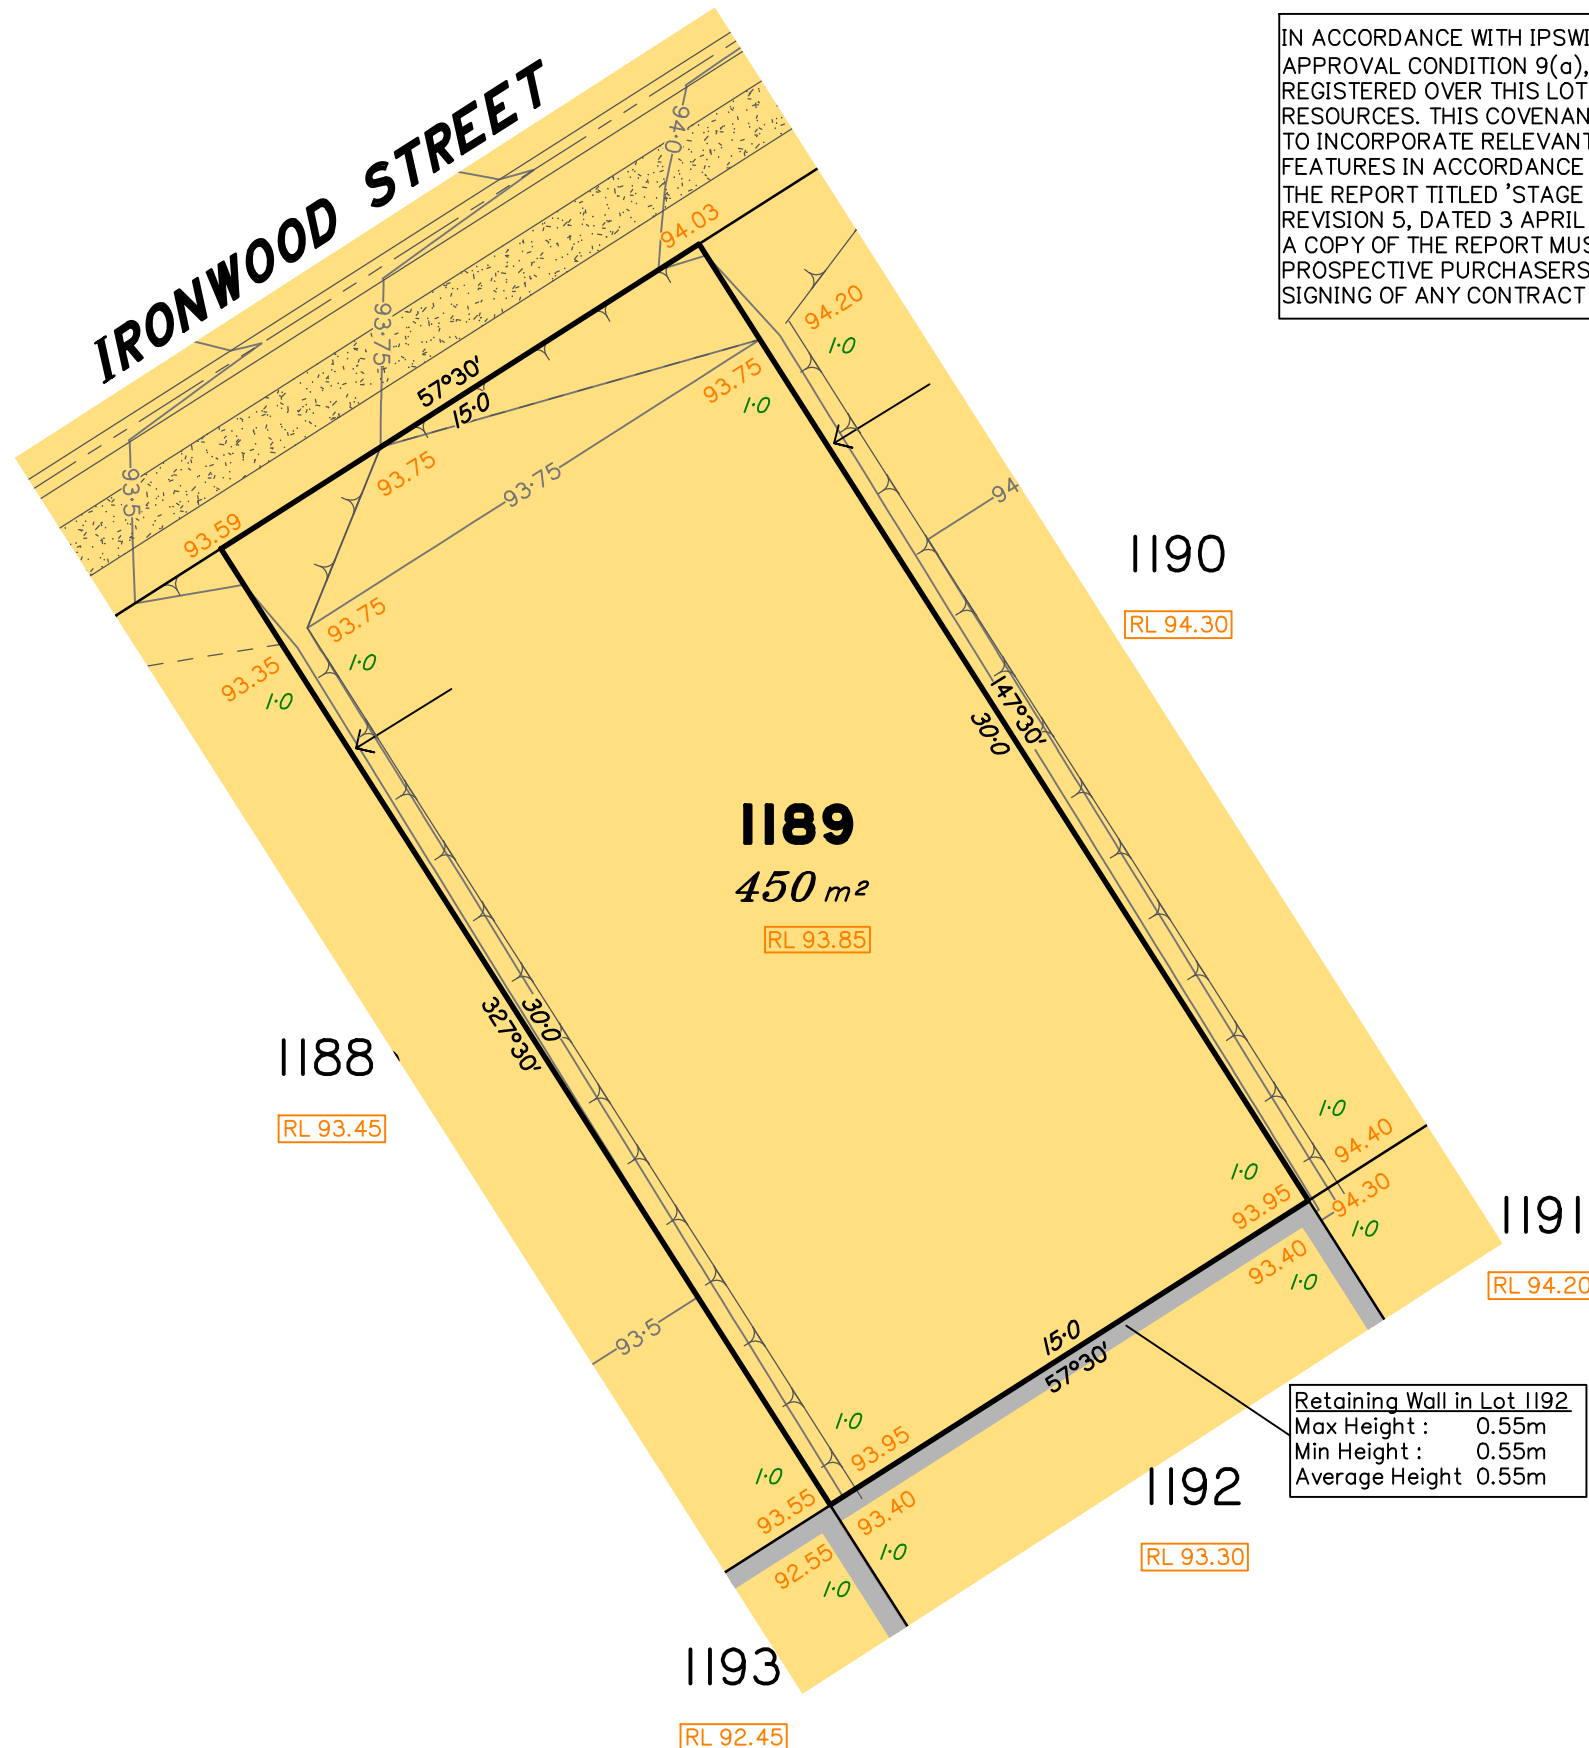 IN ACCORDANCE WITH IPSWI
APPROVAL CONDITION 9(a),
REGISTERED OVER THIS LOT
RESOURCES. THIS COVENAN
TO INCORPORATE RELEVANT
FEATURES IN ACCORDANCE
THE REPORT TITLED 'STAGE
REVISION 5, DATED 3 APRIL
A COPY OF THE REPORT MUS
PROSPECTIVE PURCHASERS
SIGNING OF ANY CONTRACT
IRONWOOD STREET
94·0
94.03
94.20
1·0
93·75
57°30'
15·0
93.75
1·0
93.75
93·75
93·5
93.59
94
1190
RL 94.30
93.75
1·0
93.35
1·0
147°30'
30·0
1189
450 m²
RL 93.85
30·0
327°30'
1188
RL 93.45
1·0
94.40
1·0
93.95
94.30
1·0
1191
RL 94.20
93.40
1·0
93·5
15·0
57°30'
Retaining Wall in Lot 1192
Max Height : 0.55m
Min Height : 0.55m
Average Height 0.55m
1·0
93.95
1·0
93.55
93.40
1·0
1192
RL 93.30
92.55
1·0
1193
RL 92.45